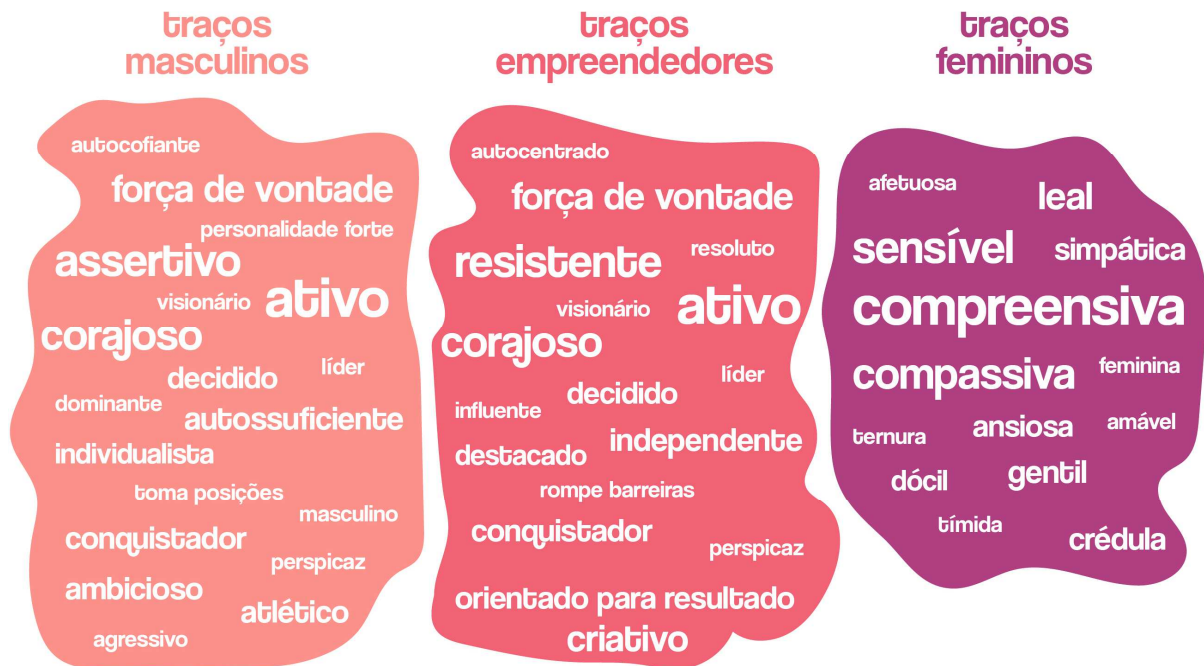 traços
masculinos
autocofiante
força de vontade
personalidade forte
assertivo
visionário
ativo
corajoso
líder
decidido
dominante
autossuficiente
individualista
toma posições
masculino
conquistador
perspicaz
ambicioso
atlético
agressivo
traços
empreendedores
autocentrado
força de vontade
resistente
resoluto
visionário
ativo
corajoso
líder
decidido
influente
independente
destacado
rompe barreiras
conquistador
perspicaz
orientado para resultado
criativo
traços
femininos
afetuosa
leal
sensível
simpática
compreensiva
compassiva
feminina
ternura
ansiosa
amável
dócil
gentil
tímida
crédula